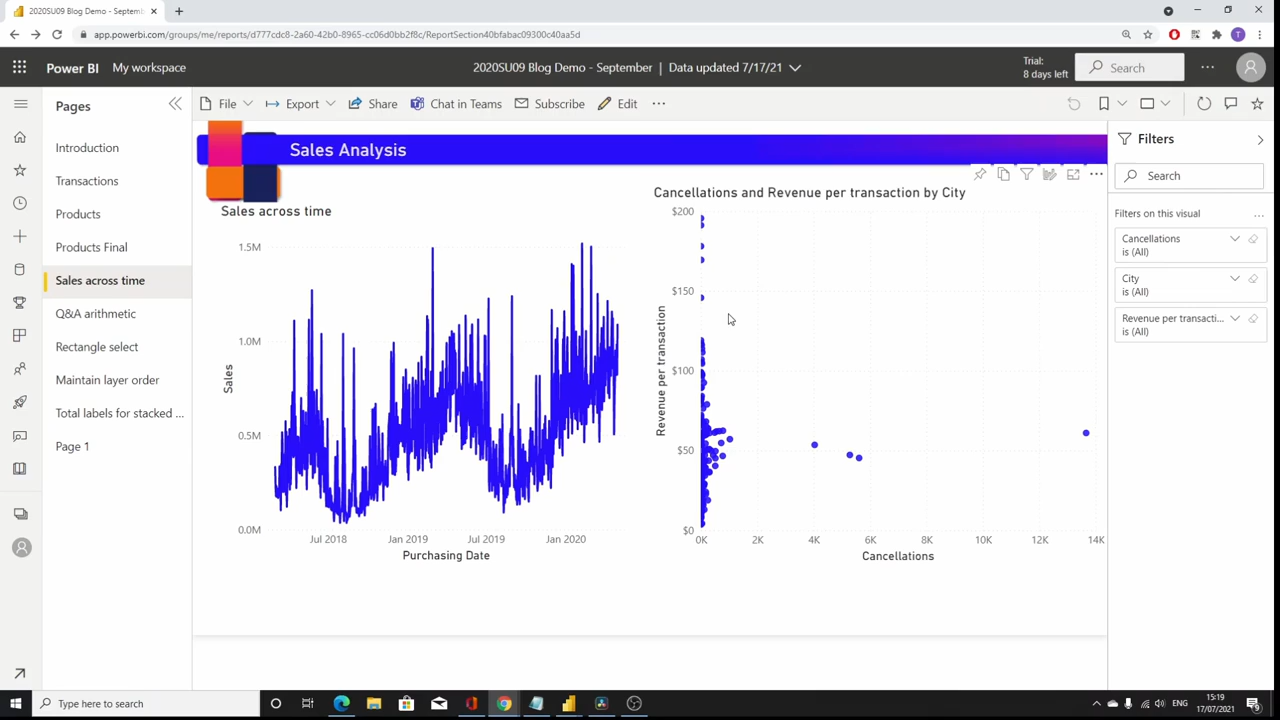 2020SU09 Blog Demo - Septemb
app.powerbi.com/groups/me/reports/d777cdc8-2a60-42b0-8965-cc06d0bb2f8c/ReportSection40bfabac09300c40aa5d
T
Power BI My workspace
2020SU09 Blog Demo - September | Data updated 7/17/21
Trial:
8 days left
Search
Pages
File Export Share Chat in Teams Subscribe Edit
Introduction
Transactions
Products
Products Final
Sales across time
Q&A arithmetic
Rectangle select
Maintain layer order
Total labels for stacked ...
Page 1
Sales Analysis
Sales across time
1.5M
1.0M
0.5M
0.0M
Sales
Jul 2018 Jan 2019 Jul 2019 Jan 2020
Purchasing Date
Cancellations and Revenue per transaction by City
$200
$150
$100
$50
$0
Revenue per transaction
0K 2K 4K 6K 8K 10K 12K 14K
Cancellations
Filters
Search
Filters on this visual
Cancellations
is (All)
City
is (All)
Revenue per transacti...
is (All)
Type here to search
ENG
15:19
17/07/2021